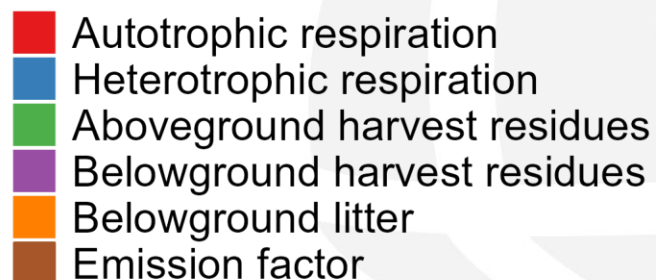 Autotrophic respiration
Heterotrophic respiration
Aboveground harvest residues
Belowground harvest residues
Belowground litter
Emission factor